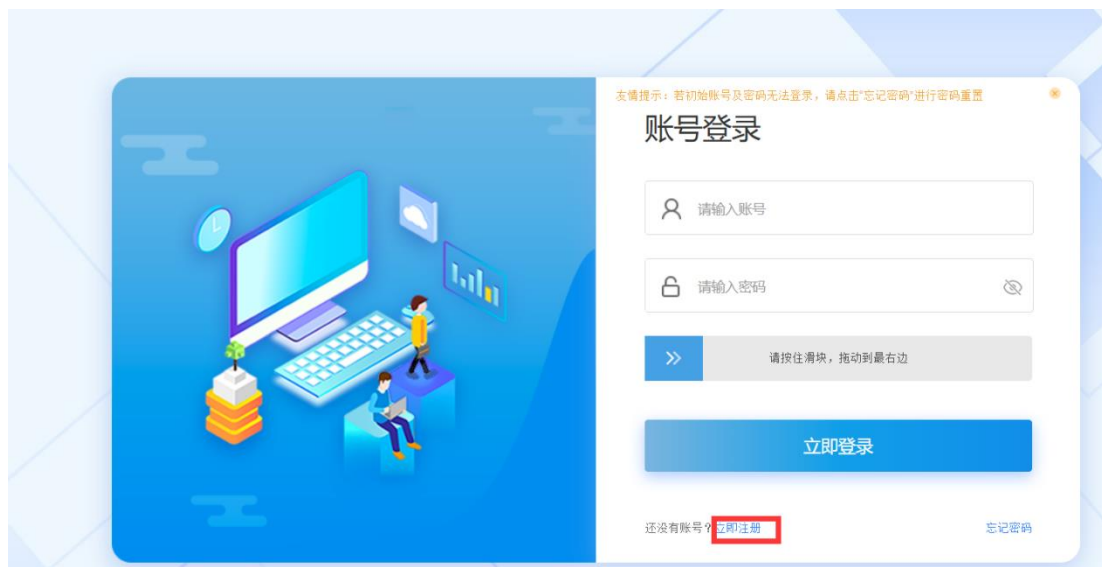 友情提示：若初始账号及密码无法登录，请点击"忘记密码"进行密码重置
账号登录
请输入账号
请输入密码
请按住滑块，拖动到最右边
立即登录
还没有账号？立即注册
忘记密码